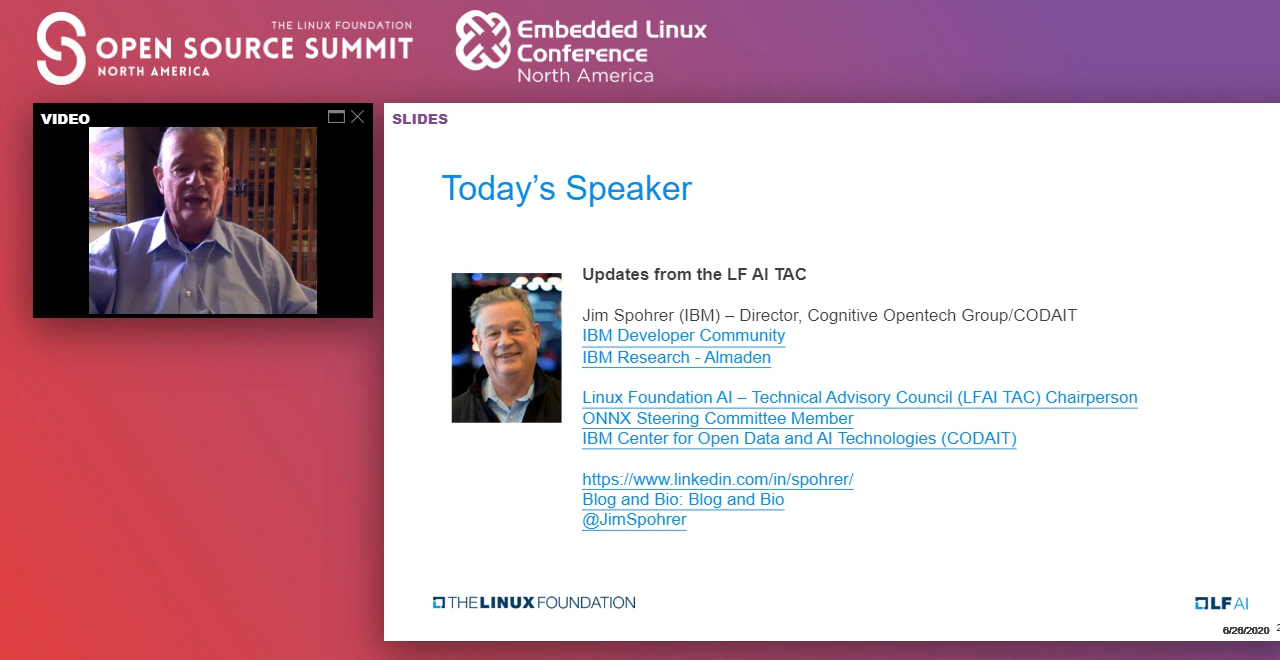 THE LINUX FOUNDATION
OPEN SOURCE SUMMIT
NORTH AMERICA
Embedded Linux
Conference
North America
VIDEO
SLIDES
Today’s Speaker
Updates from the LF AI TAC
Jim Spohrer (IBM) – Director, Cognitive Opentech Group/CODAIT
IBM Developer Community
IBM Research - Almaden
Linux Foundation AI – Technical Advisory Council (LFAI TAC) Chairperson
ONNX Steering Committee Member
IBM Center for Open Data and AI Technologies (CODAIT)
https://www.linkedin.com/in/spohrer/
Blog and Bio: Blog and Bio
@JimSpohrer
THE LINUX FOUNDATION
LF AI
6/26/2020 2